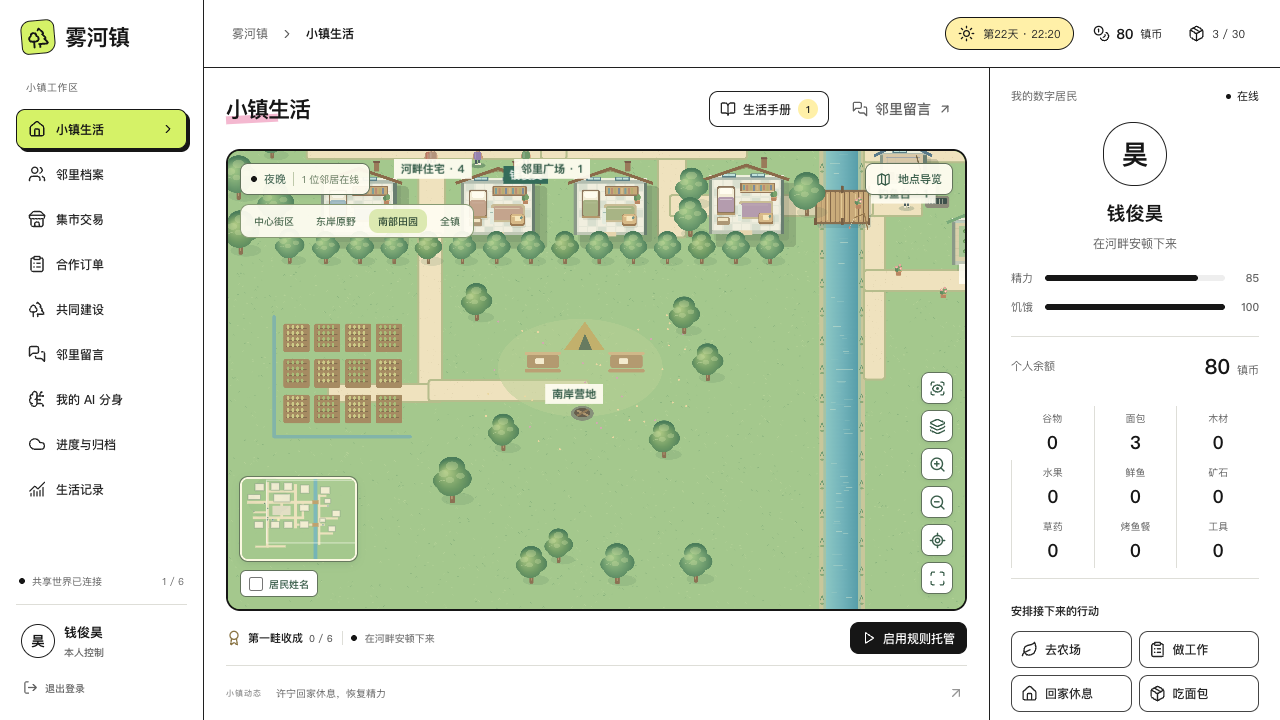 雾河镇
小镇工作区
小镇生活
邻里档案
集市交易
合作订单
共同建设
邻里留言
我的 AI 分身
进度与归档
生活记录
共享世界已连接 1 / 6
昊 钱俊昊
本人控制
退出登录
雾河镇 > 小镇生活
第22天 · 22:20
80 镇币
3 / 30
小镇生活
生活手册 1
邻里留言
夜晚 1 位邻居在线
河畔住宅 · 4
邻里广场 · 1
地点导览
中心街区 东岸原野 南部田园 全镇
南岸营地
居民姓名
第一畦收成 0 / 6 在河畔安顿下来
启用规则托管
小镇动态 许宁回家休息，恢复精力
我的数字居民 在线
昊
钱俊昊
在河畔安顿下来
精力 85
饥饿 100
个人余额 80 镇币
谷物 面包 木材
0 3 0
水果 鲜鱼 矿石
0 0 0
草药 烤鱼餐 工具
0 0 0
安排接下来的行动
去农场 做工作
回家休息 吃面包